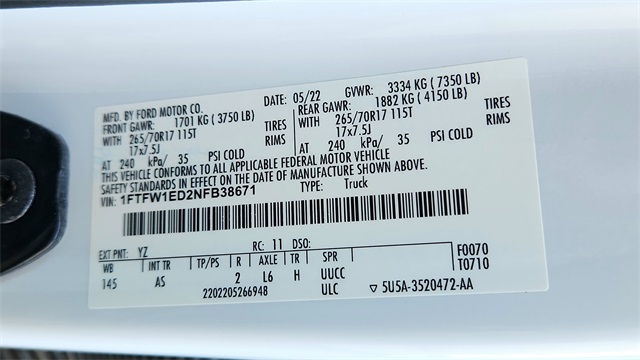 MFD. BY FORD MOTOR CO.
DATE: 05/22 GVWR: 3334 KG ( 7350 LB)
FRONT GAWR: 1701 KG ( 3750 LB) REAR GAWR: 1882 KG ( 4150 LB)
WITH 265/70R17 115T TIRES WITH 265/70R17 115T TIRES
17x7.5J RIMS 17x7.5J RIMS
AT 240 kPa/ 35 PSI COLD AT 240 kPa/ 35 PSI COLD
THIS VEHICLE CONFORMS TO ALL APPLICABLE FEDERAL MOTOR VEHICLE
SAFETY STANDARDS IN EFFECT ON THE DATE OF MANUFACTURE SHOWN ABOVE.
VIN: 1FTFW1ED2NFB38671 TYPE: Truck
EXT PNT: YZ RC: 11 DSO: F0070
WB INT TR TP/PS R AXLE TR SPR T0710
145 AS 2 L6 H UUCC
2202205266948 ULC ▽ 5U5A-3520472-AA